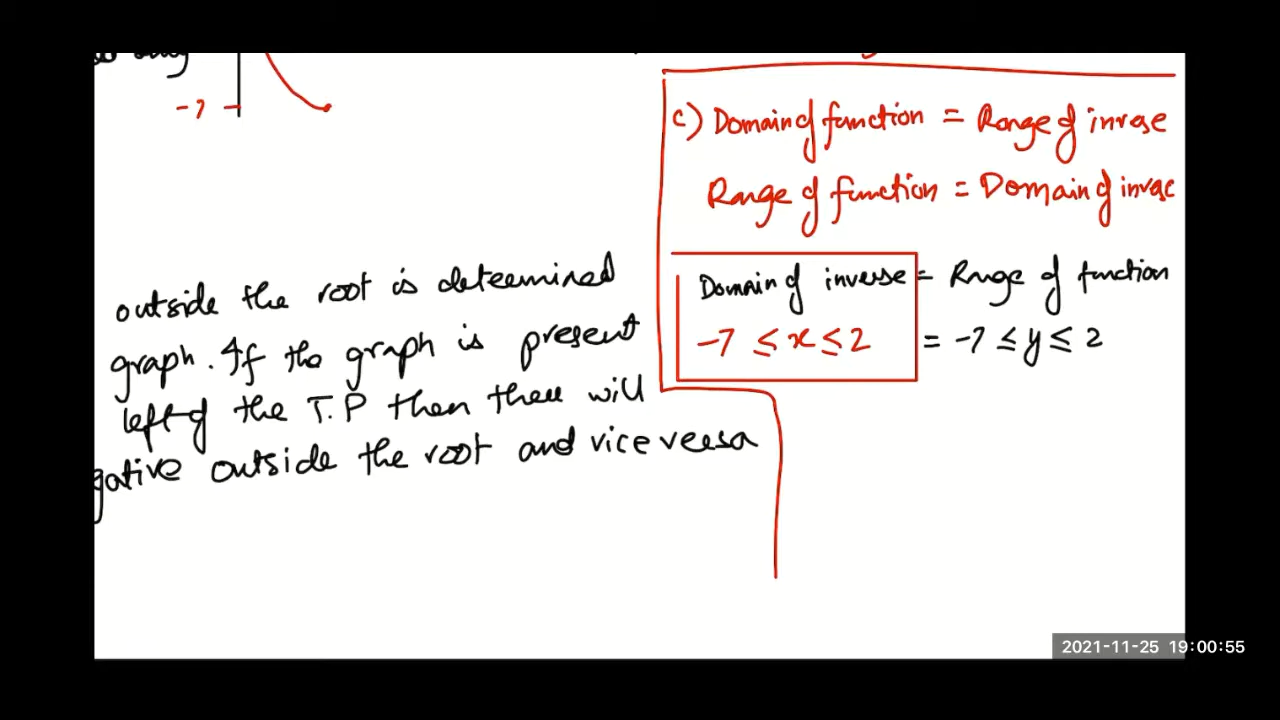 -7
c) Domain of function = Range of inverse
Range of function = Domain of inverse
Domain of inverse = Range of function
-7 ≤ x ≤ 2 = -7 ≤ y ≤ 2
outside the root is determined
graph. If the graph is present
left of the T.P then there will
gative outside the root and vice versa
2021-11-25 19:00:55